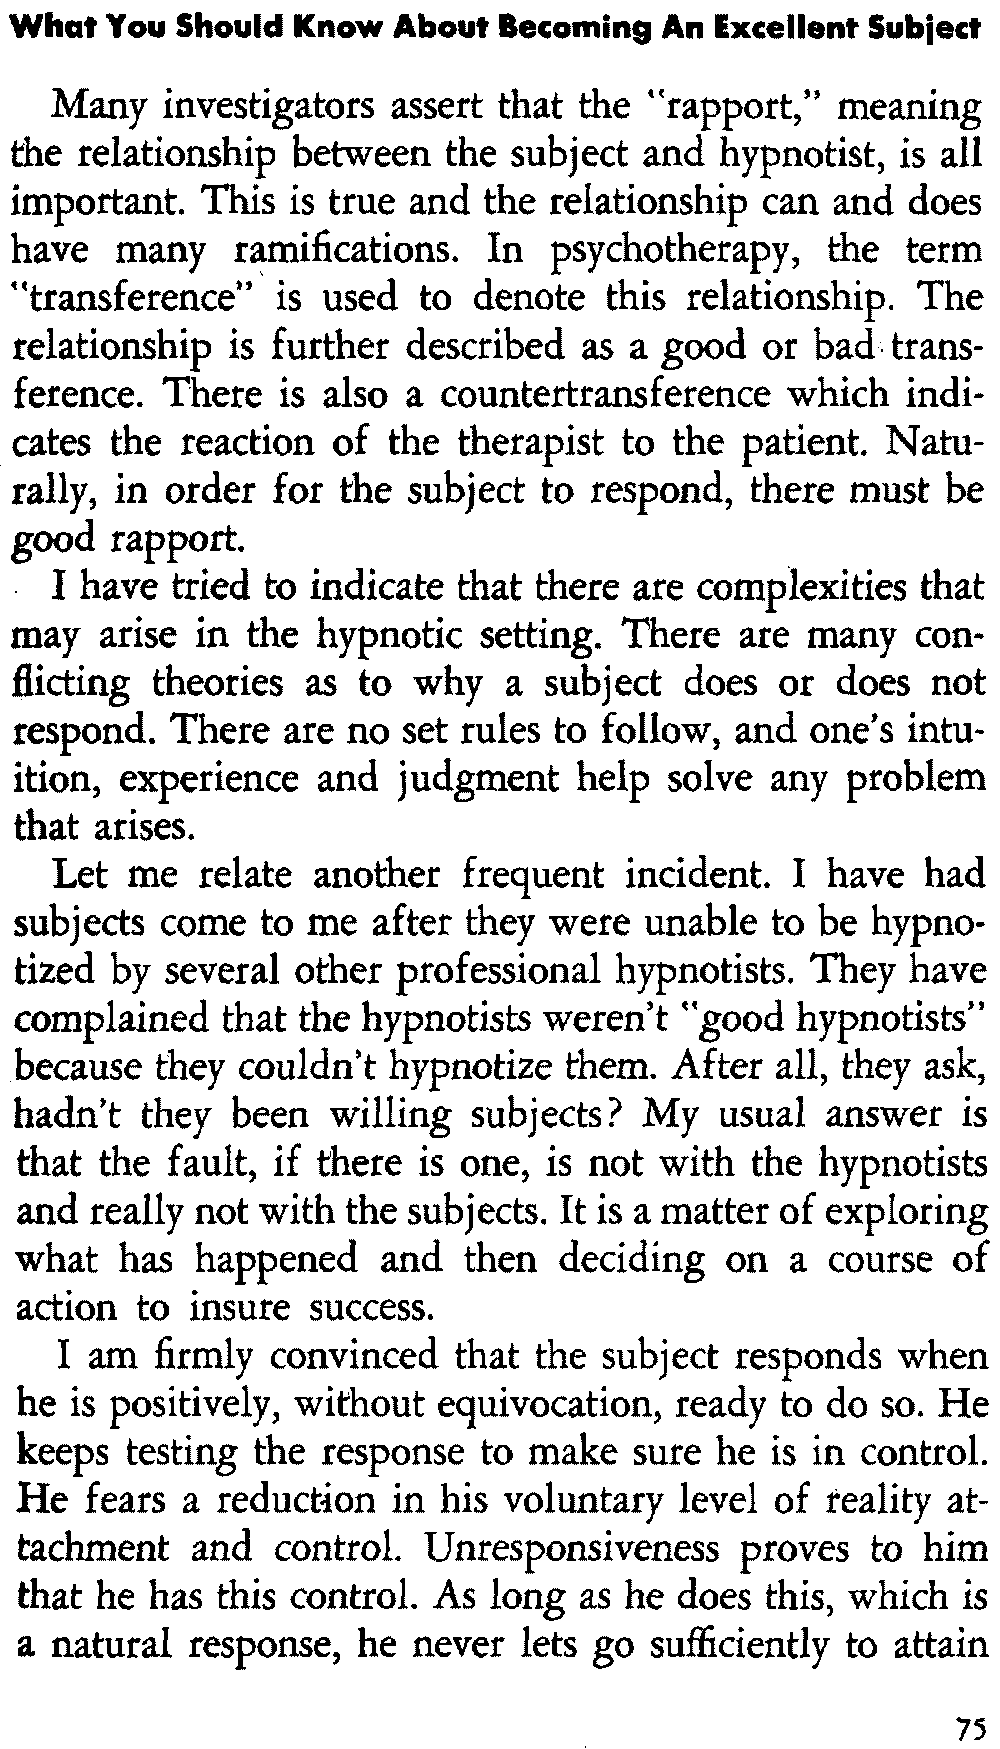 What You Should Know About Becoming An Excellent Subject
Many investigators assert that the "rapport," meaning
the relationship between the subject and hypnotist, is all
important. This is true and the relationship can and does
have many ramifications. In psychotherapy, the term
"transference" is used to denote this relationship. The
relationship is further described as a good or bad trans-
ference. There is also a countertransference which indi-
cates the reaction of the therapist to the patient. Natu-
rally, in order for the subject to respond, there must be
good rapport.
I have tried to indicate that there are complexities that
may arise in the hypnotic setting. There are many con-
flicting theories as to why a subject does or does not
respond. There are no set rules to follow, and one's intu-
ition, experience and judgment help solve any problem
that arises.
Let me relate another frequent incident. I have had
subjects come to me after they were unable to be hypno-
tized by several other professional hypnotists. They have
complained that the hypnotists weren't "good hypnotists"
because they couldn't hypnotize them. After all, they ask,
hadn't they been willing subjects? My usual answer is
that the fault, if there is one, is not with the hypnotists
and really not with the subjects. It is a matter of exploring
what has happened and then deciding on a course of
action to insure success.
I am firmly convinced that the subject responds when
he is positively, without equivocation, ready to do so. He
keeps testing the response to make sure he is in control.
He fears a reduction in his voluntary level of reality at-
tachment and control. Unresponsiveness proves to him
that he has this control. As long as he does this, which is
a natural response, he never lets go sufficiently to attain
75